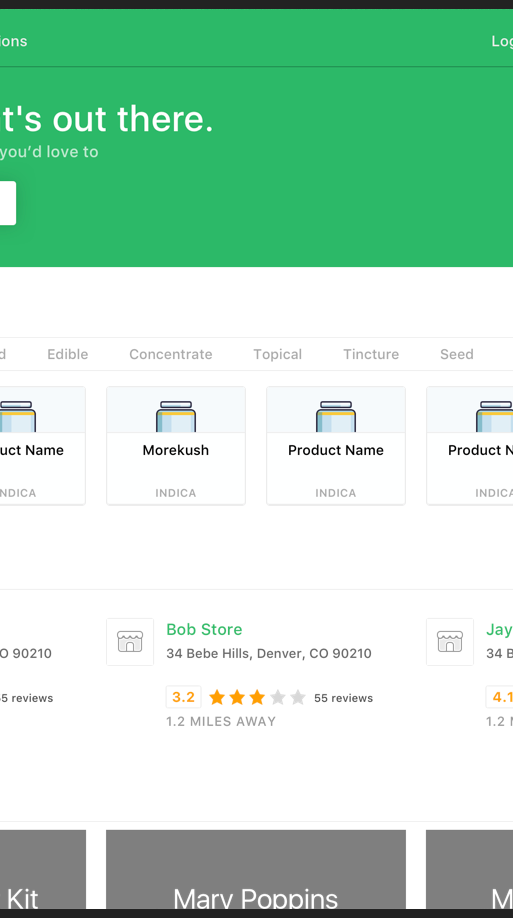 ions Log
t's out there.
you’d love to
d Edible Concentrate Topical Tincture Seed
uct Name Morekush Product Name Product N
NDICA INDICA INDICA INDICA
Bob Store Jay
O 90210 34 Bebe Hills, Denver, CO 90210 34 B
3.2 4.1
55 reviews 55 reviews
1.2 MILES AWAY 1.2 M
Kit Mary Poppins M